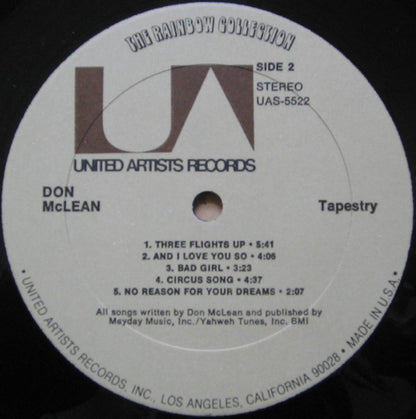 THE RAINBOW COLLECTION
UA
SIDE 2
STEREO
UAS-5522
UNITED ARTISTS RECORDS
DON
McLEAN
Tapestry
1. THREE FLIGHTS UP • 5:41
2. AND I LOVE YOU SO • 4:06
3. BAD GIRL • 3:23
4. CIRCUS SONG • 4:37
5. NO REASON FOR YOUR DREAMS • 2:07
All songs written by Don McLean and published by
Mayday Music, Inc./Yahweh Tunes, Inc. BMI
• UNITED ARTISTS RECORDS, INC., LOS ANGELES, CALIFORNIA 90028 • MADE IN U.S.A. •